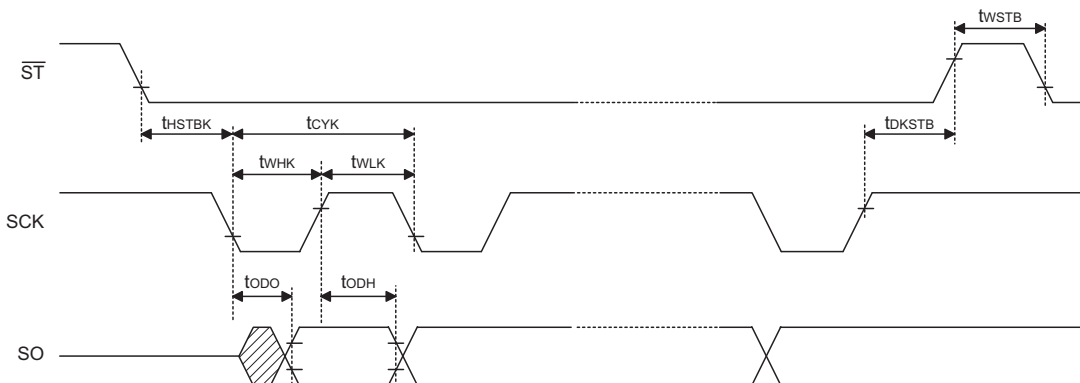 tWSTB
ST
tHSTBK
tCYK
tDKSTB
tWHK
tWLK
SCK
tODO
tODH
SO